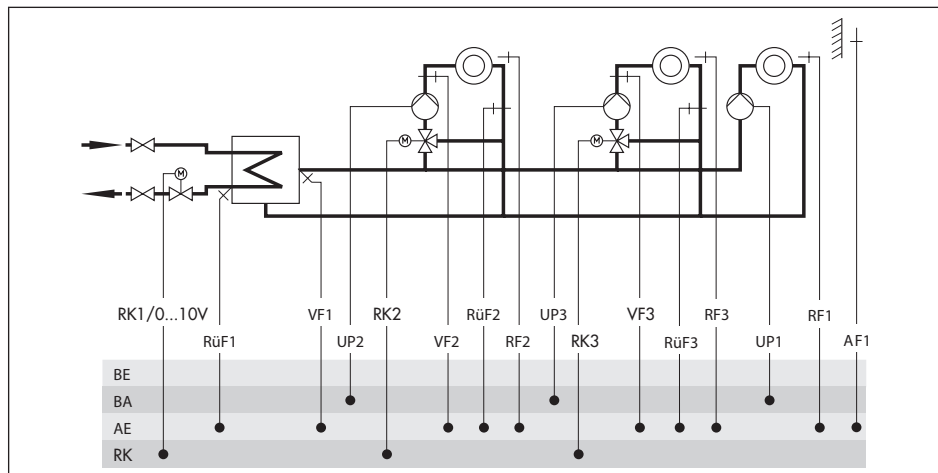 M
M
M
RK1/0...10V
VF1
RK2
RüF2
UP3
VF3
RF3
RF1
RüF1
UP2
VF2
RF2
RK3
RüF3
UP1
AF1
BE
BA
AE
RK